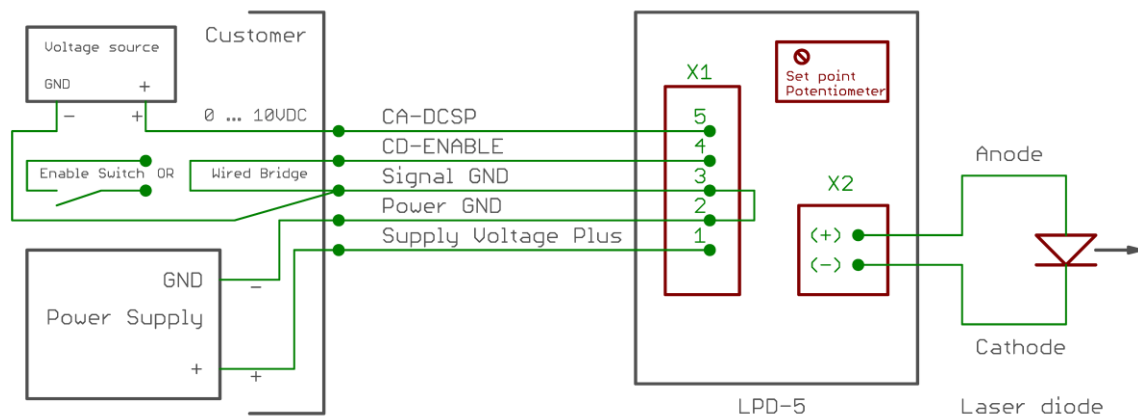 Voltage source
GND
+
-
+
Customer
0 ... 10VDC
Enable Switch OR
Wired Bridge
GND
-
Power Supply
+
+
CA-DCSP
CD-ENABLE
Signal GND
Power GND
Supply Voltage Plus
X1
5
4
3
2
1
Set point
Potentiometer
X2
(+)
(-)
LPD-5
Anode
Cathode
Laser diode